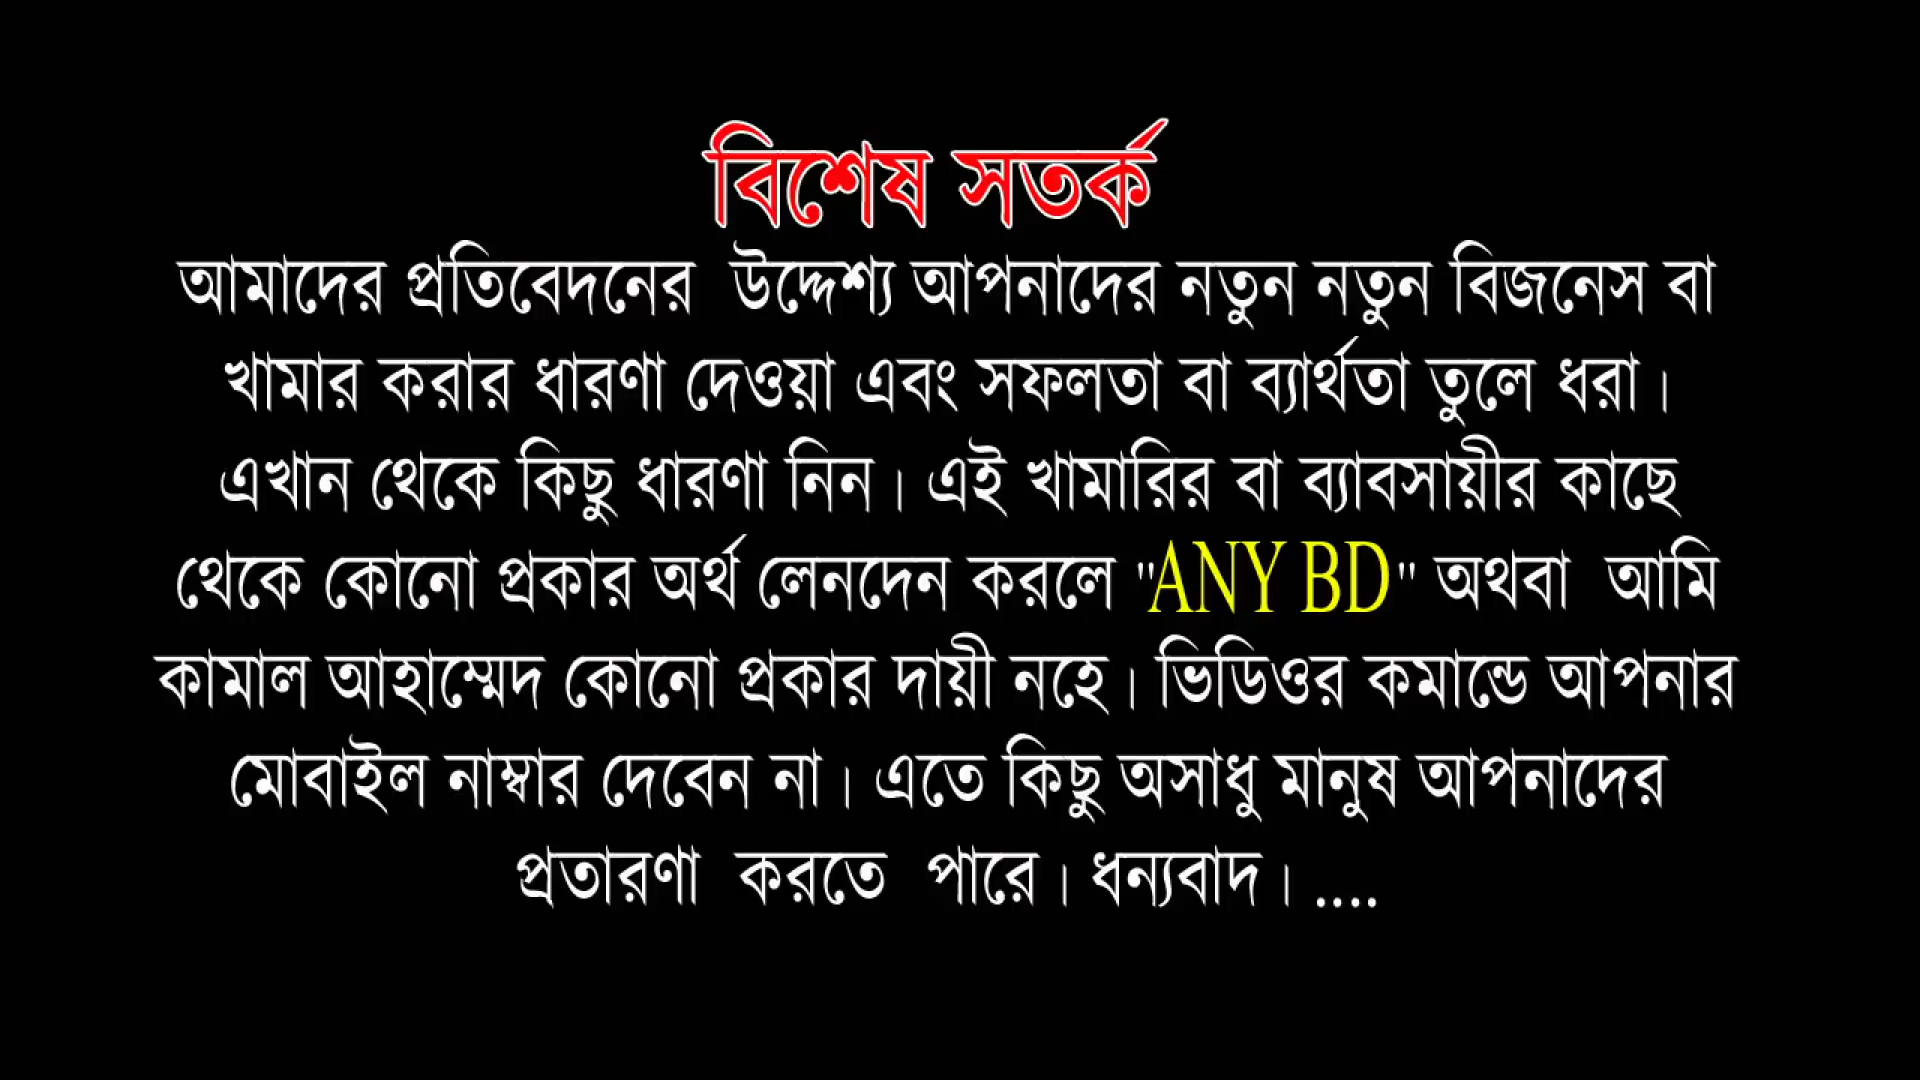 বিশেষ সতর্ক
আমাদের প্রতিবেদনের উদ্দেশ্য আপনাদের নতুন নতুন বিজনেস বা
খামার করার ধারণা দেওয়া এবং সফলতা বা ব্যার্থতা তুলে ধরা।
এখান থেকে কিছু ধারণা নিন। এই খামারির বা ব্যাবসায়ীর কাছে
থেকে কোনো প্রকার অর্থ লেনদেন করলে "ANY BD" অথবা আমি
কামাল আহাম্মেদ কোনো প্রকার দায়ী নহে। ভিডিওর কমান্ডে আপনার
মোবাইল নাম্বার দেবেন না। এতে কিছু অসাধু মানুষ আপনাদের
প্রতারণা করতে পারে। ধন্যবাদ। ....